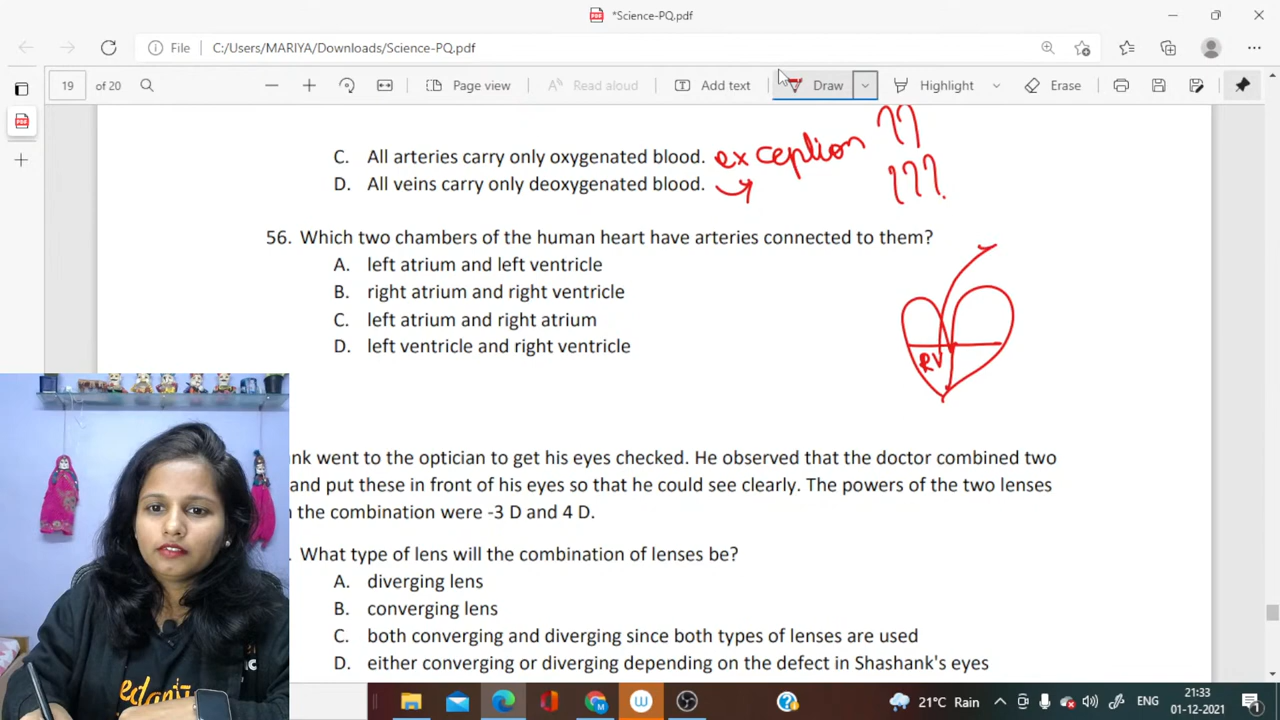 *Science-PQ.pdf
File C:/Users/MARIYA/Downloads/Science-PQ.pdf
19 of 20 Page view Read aloud Add text Draw Highlight Erase
C. All arteries carry only oxygenated blood. exception ??
D. All veins carry only deoxygenated blood. ???
56. Which two chambers of the human heart have arteries connected to them?
A. left atrium and left ventricle
B. right atrium and right ventricle
C. left atrium and right atrium
D. left ventricle and right ventricle
RV
nk went to the optician to get his eyes checked. He observed that the doctor combined two
and put these in front of his eyes so that he could see clearly. The powers of the two lenses
the combination were -3 D and 4 D.
What type of lens will the combination of lenses be?
A. diverging lens
B. converging lens
C. both converging and diverging since both types of lenses are used
D. either converging or diverging depending on the defect in Shashank's eyes
edant
21°C Rain ENG 21:33
01-12-2021